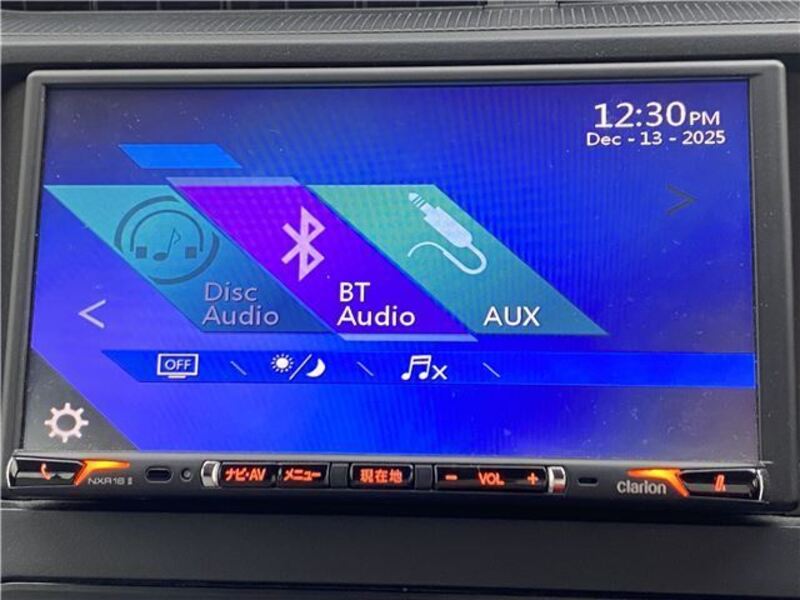 12:30PM
Dec - 13 - 2025
Disc
Audio
BT
Audio
AUX
OFF
NXR16 II
ナビ・AV
メニュー
現在地
− VOL +
clarion